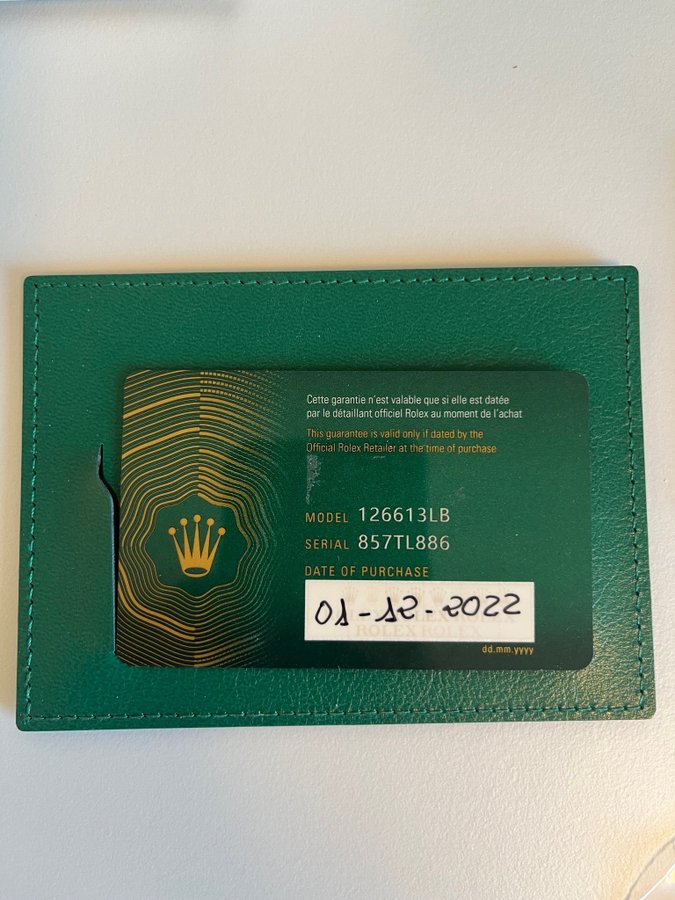 Cette garantie n'est valable que si elle est datée
par le détaillant officiel Rolex au moment de l'achat
This guarantee is valid only if dated by the
Official Rolex Retailer at the time of purchase
MODEL 126613LB
SERIAL 857TL886
DATE OF PURCHASE
01-12-2022
ROLEX ROLEX
dd.mm.yyyy